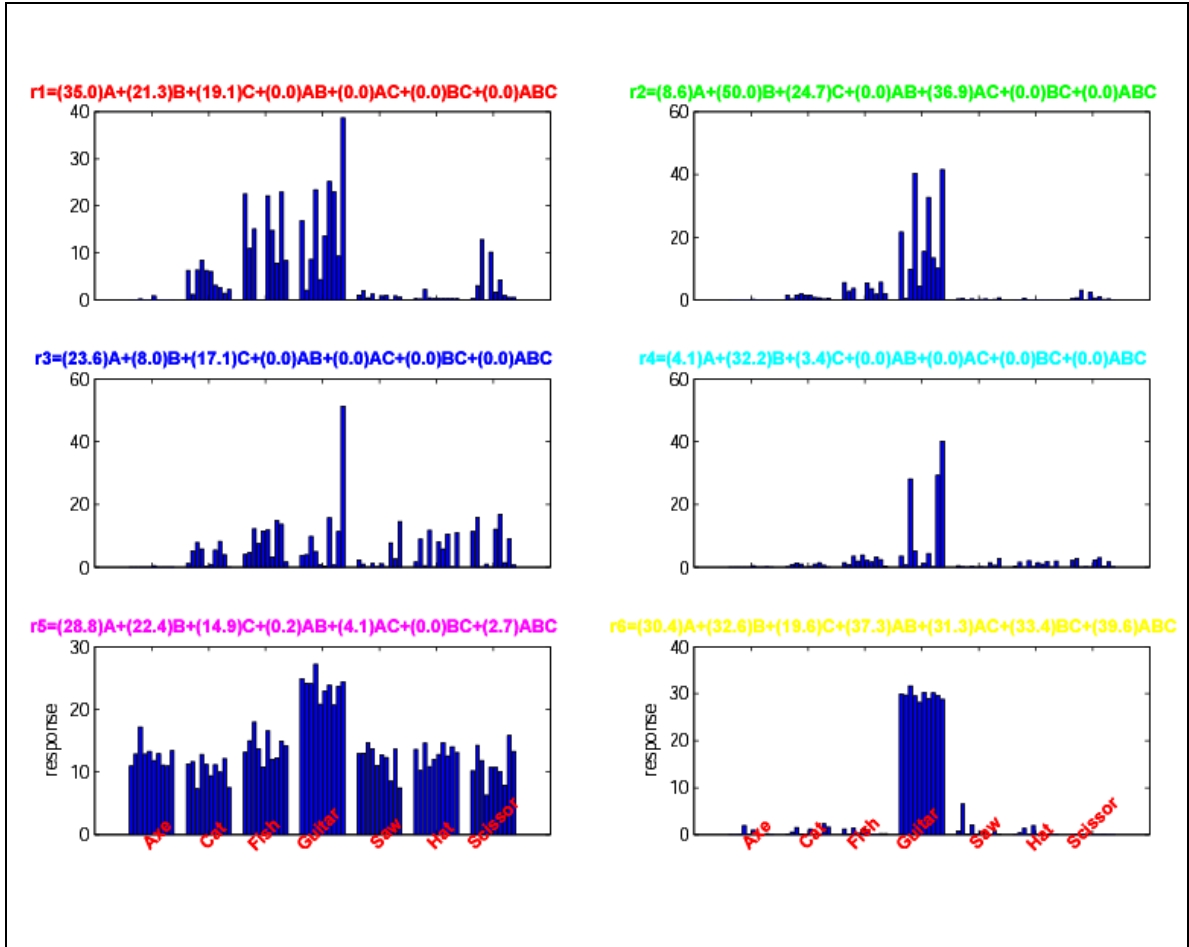 r1=(35.0)A+(21.3)B+(19.1)C+(0.0)AB+(0.0)AC+(0.0)BC+(0.0)ABC
40
30
20
10
0
r2=(8.6)A+(50.0)B+(24.7)C+(0.0)AB+(36.9)AC+(0.0)BC+(0.0)ABC
60
40
20
0
r3=(23.6)A+(8.0)B+(17.1)C+(0.0)AB+(0.0)AC+(0.0)BC+(0.0)ABC
60
40
20
0
r4=(4.1)A+(32.2)B+(3.4)C+(0.0)AB+(0.0)AC+(0.0)BC+(0.0)ABC
60
40
20
0
r5=(28.8)A+(22.4)B+(14.9)C+(0.2)AB+(4.1)AC+(0.0)BC+(2.7)ABC
30
20
10
0
response
Axe
Cat
Fish
Guitar
Saw
Hat
Scissor
r6=(30.4)A+(32.6)B+(19.6)C+(37.3)AB+(31.3)AC+(33.4)BC+(39.6)ABC
40
30
20
10
0
response
Axe
Cat
Fish
Guitar
Saw
Hat
Scissor